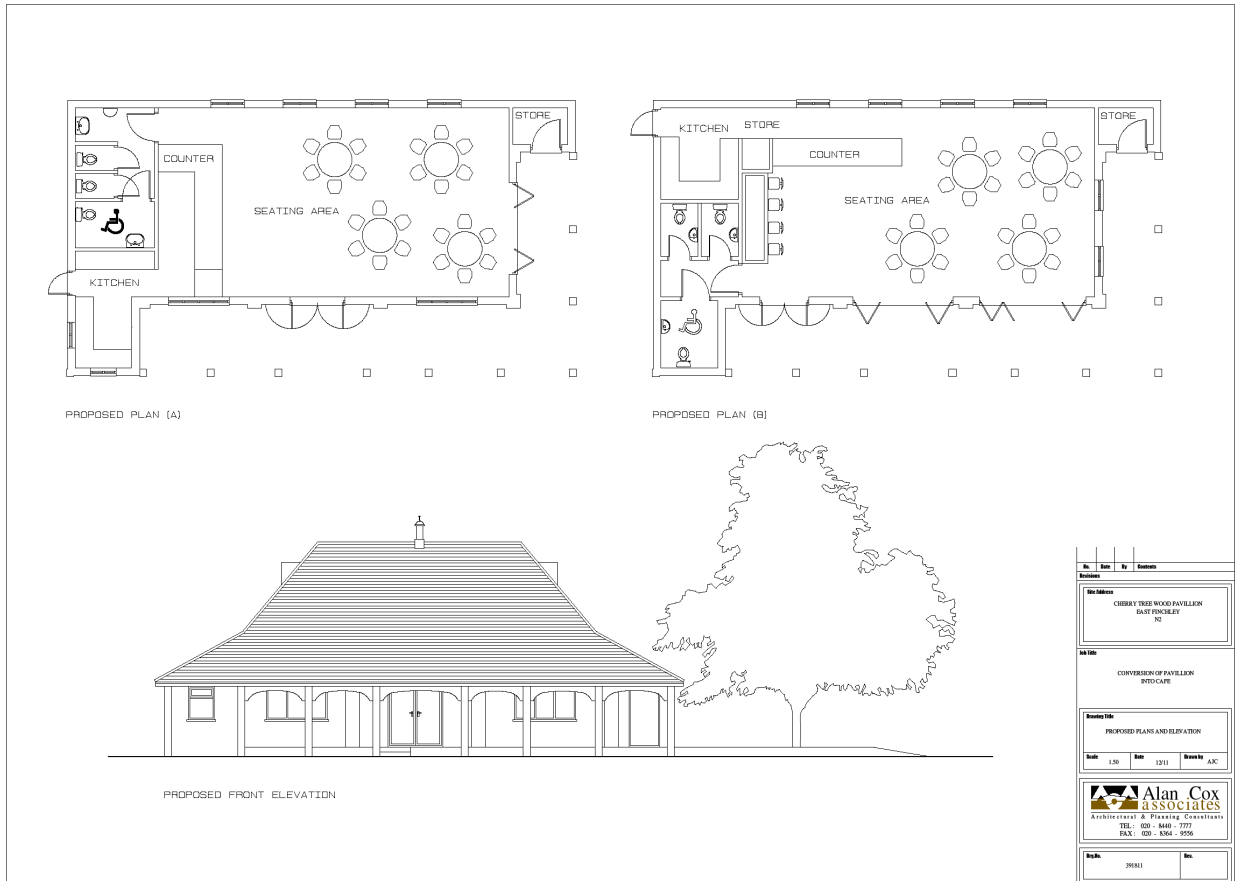 STORE
COUNTER
SEATING AREA
KITCHEN
PROPOSED PLAN (A)
STORE
KITCHEN
STORE
COUNTER
SEATING AREA
PROPOSED PLAN (B)
PROPOSED FRONT ELEVATION
No. Date By Contents
Revisions
Site Address
CHERRY TREE WOOD PAVILLION
EAST FINCHLEY
N2
Job Title
CONVERSION OF PAVILLION
INTO CAFE
Drawing Title
PROPOSED PLANS AND ELEVATION
Scale 1.50 Date 12/11 Drawn by AJC
Alan Cox
associates
Architectural & Planning Consultants
TEL : 020 - 8440 - 7777
FAX : 020 - 8364 - 9556
Drg.No. 391811 Rev.